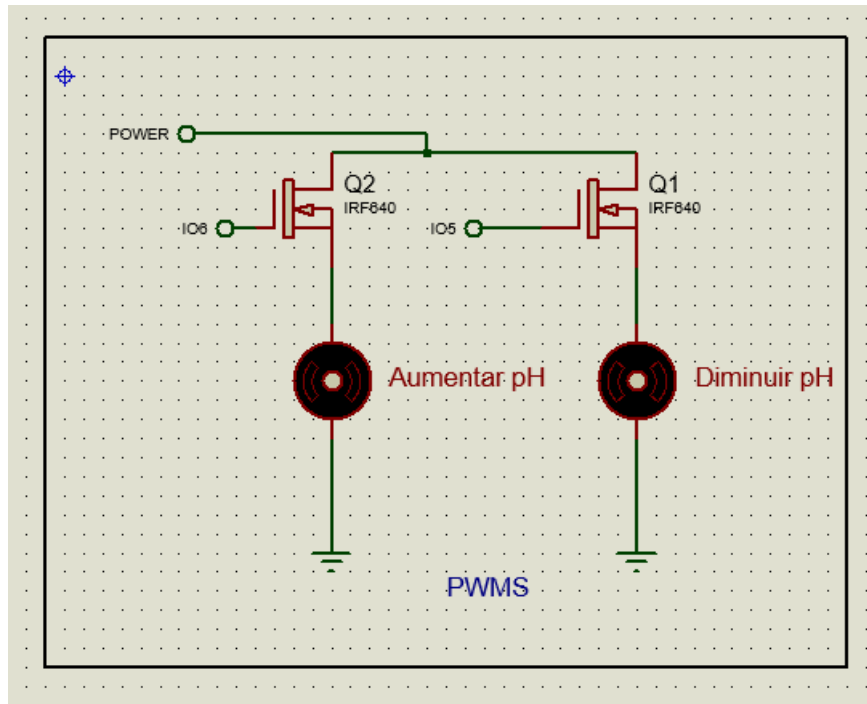 POWER
Q2
IRF640
Q1
IRF640
IO6
IO5
Aumentar pH
Diminuir pH
PWMS